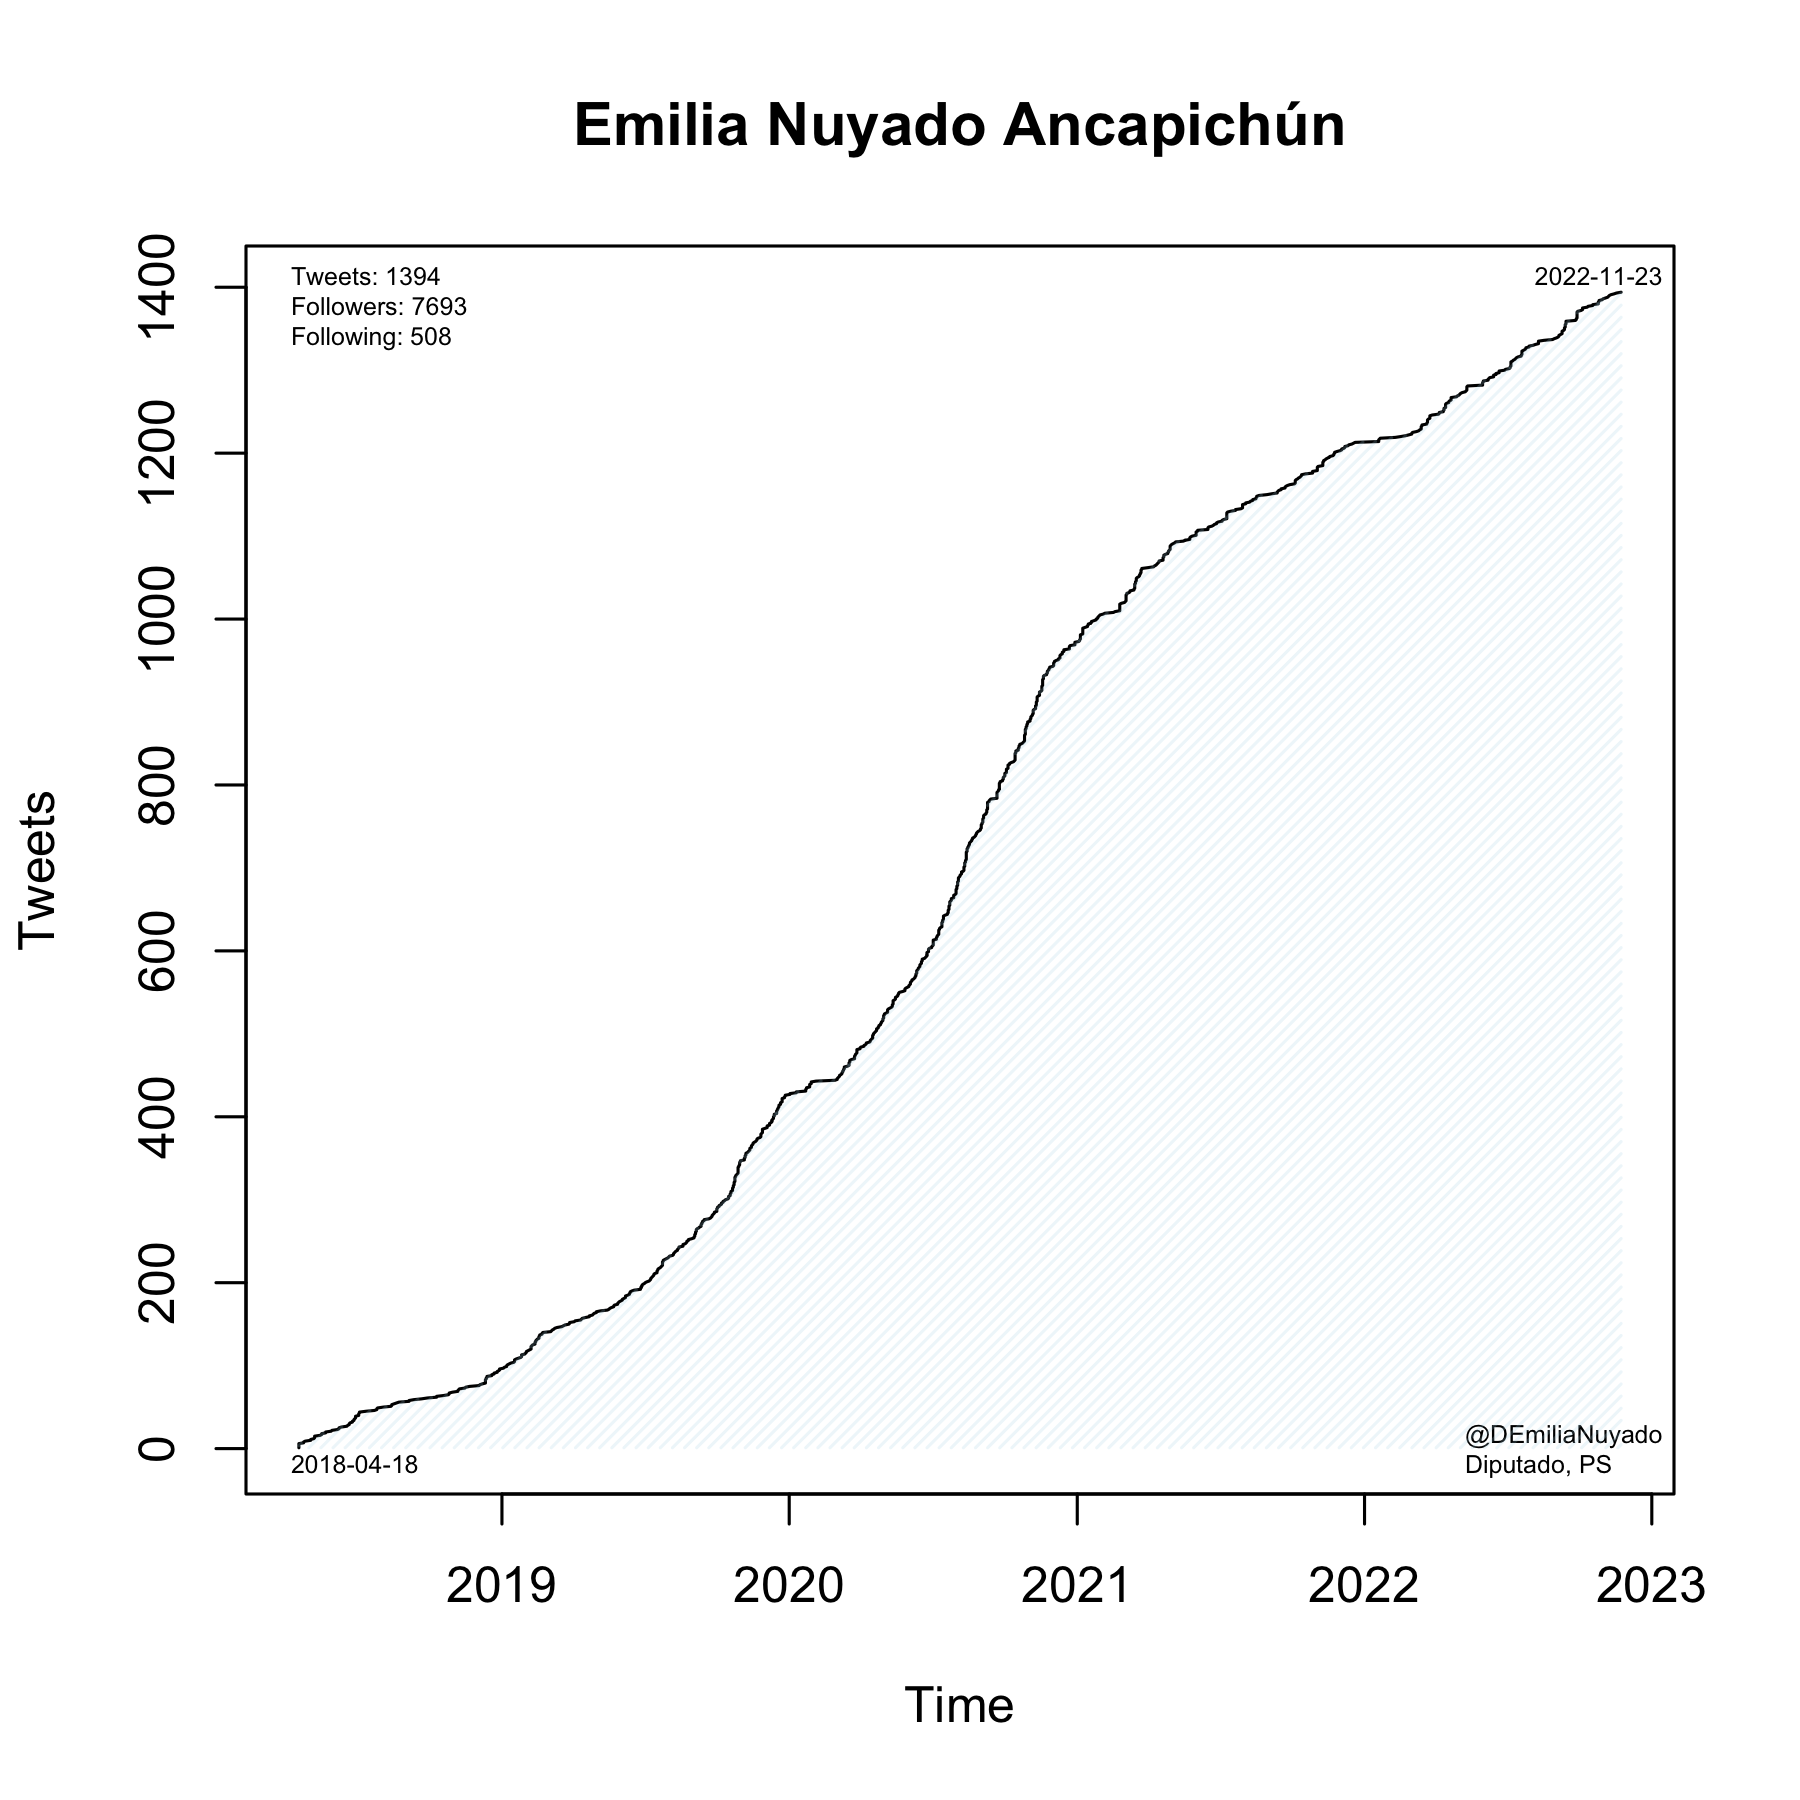 Emilia Nuyado Ancapichún
Tweets: 1394
Followers: 7693
Following: 508
2022-11-23
1400
1200
1000
800
600
400
200
0
Tweets
@DEmiliaNuyado
Diputado, PS
2018-04-18
2019
2020
2021
2022
2023
Time